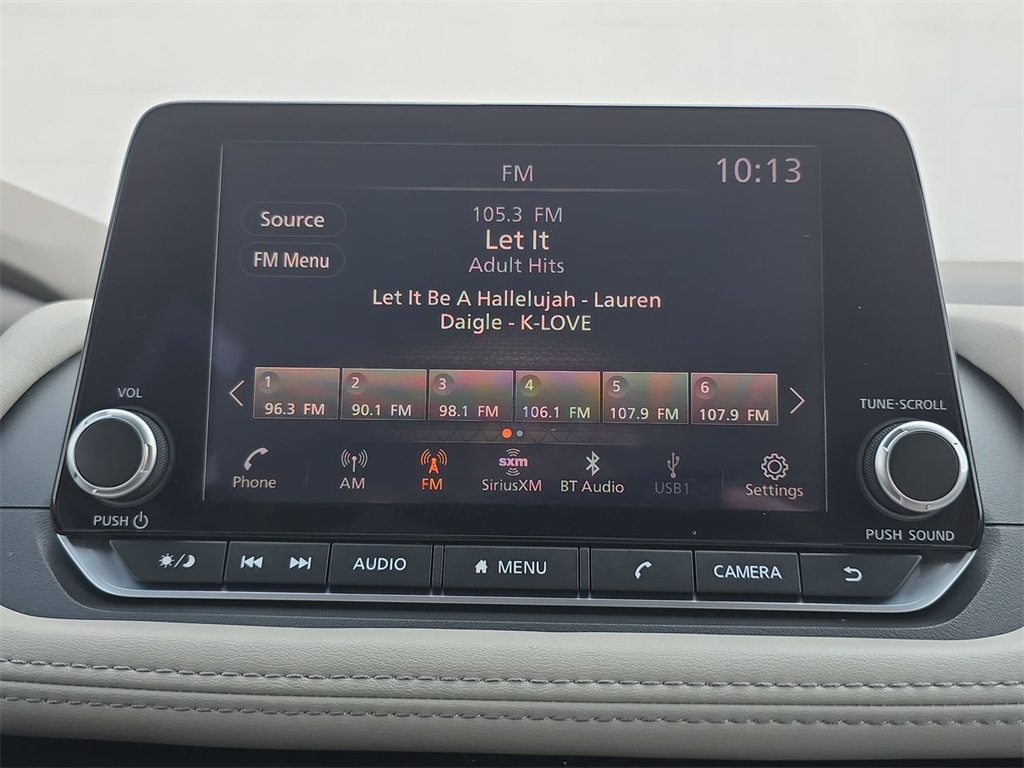 FM
10:13
Source
FM Menu
105.3 FM
Let It
Adult Hits
Let It Be A Hallelujah - Lauren
Daigle - K-LOVE
1 2 3 4 5 6
96.3 FM 90.1 FM 98.1 FM 106.1 FM 107.9 FM 107.9 FM
sxm
Phone AM FM SiriusXM BT Audio USB1 Settings
VOL
PUSH
TUNE·SCROLL
PUSH SOUND
AUDIO MENU CAMERA